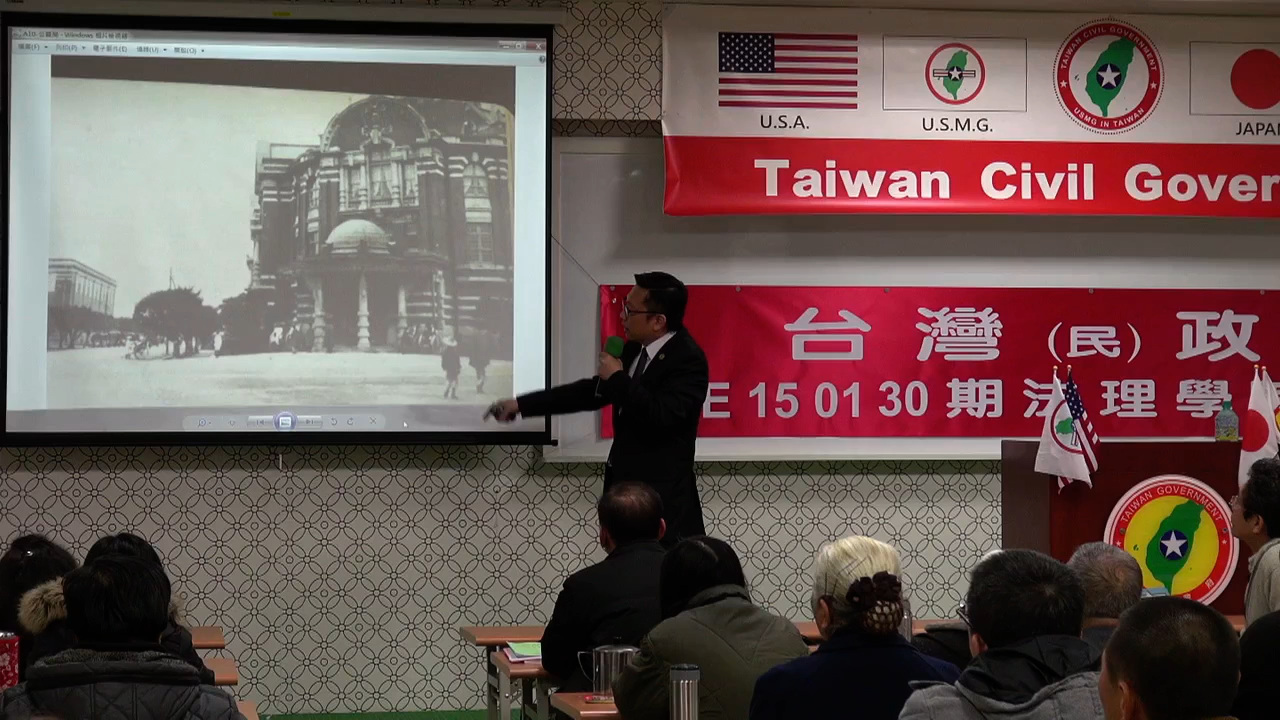 U.S.A.
U.S.M.G.
TAIWAN CIVIL GOVERNMENT
USMG IN TAIWAN
Taiwan Civil Gover
台灣(民)政
E 15 01 30 期法理學
TAIWAN GOVERNMENT